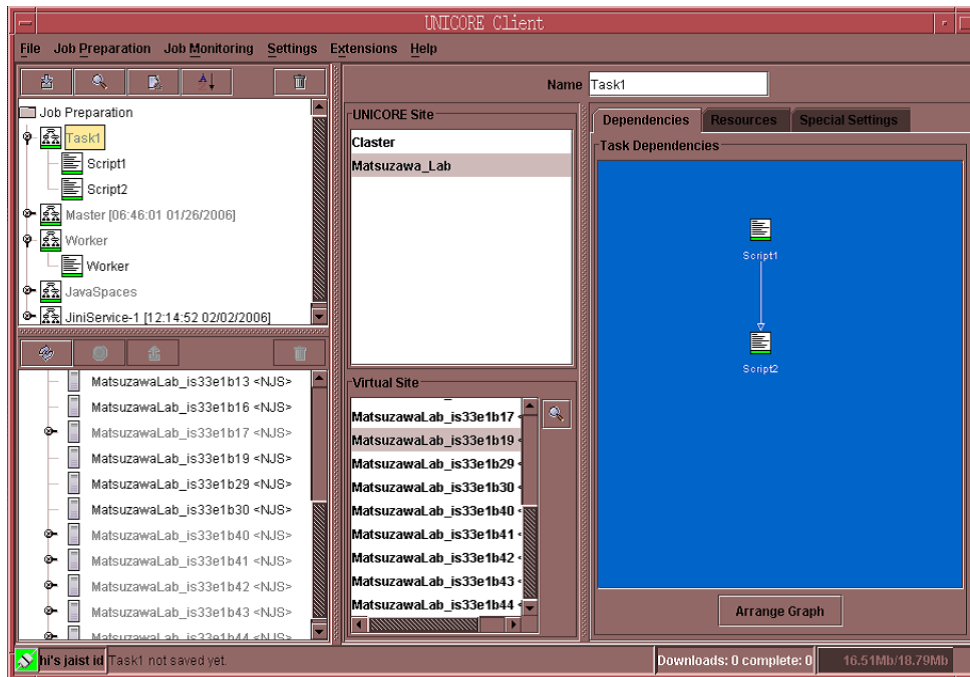 UNICORE Client
File Job Preparation Job Monitoring Settings Extensions Help
Name Task1
Job Preparation
Task1
Script1
Script2
Master [06:46:01 01/26/2006]
Worker
Worker
JavaSpaces
JiniService-1 [12:14:52 02/02/2006]
MatsuzawaLab_is33e1b13 <NJS>
MatsuzawaLab_is33e1b16 <NJS>
MatsuzawaLab_is33e1b17 <NJS>
MatsuzawaLab_is33e1b19 <NJS>
MatsuzawaLab_is33e1b29 <NJS>
MatsuzawaLab_is33e1b30 <NJS>
MatsuzawaLab_is33e1b40 <NJS>
MatsuzawaLab_is33e1b41 <NJS>
MatsuzawaLab_is33e1b42 <NJS>
MatsuzawaLab_is33e1b43 <NJS>
MatsuzawaLab_is33e1b44 <NJS>
UNICORE Site
Claster
Matsuzawa_Lab
Virtual Site
MatsuzawaLab_is33e1b17 <
MatsuzawaLab_is33e1b19 <
MatsuzawaLab_is33e1b29 <
MatsuzawaLab_is33e1b30 <
MatsuzawaLab_is33e1b40 <
MatsuzawaLab_is33e1b41 <
MatsuzawaLab_is33e1b42 <
MatsuzawaLab_is33e1b43 <
MatsuzawaLab_is33e1b44 <
Dependencies Resources Special Settings
Task Dependencies
Script1
Script2
Arrange Graph
hi's jaist id Task1 not saved yet. Downloads: 0 complete: 0 16.51Mb/18.79Mb